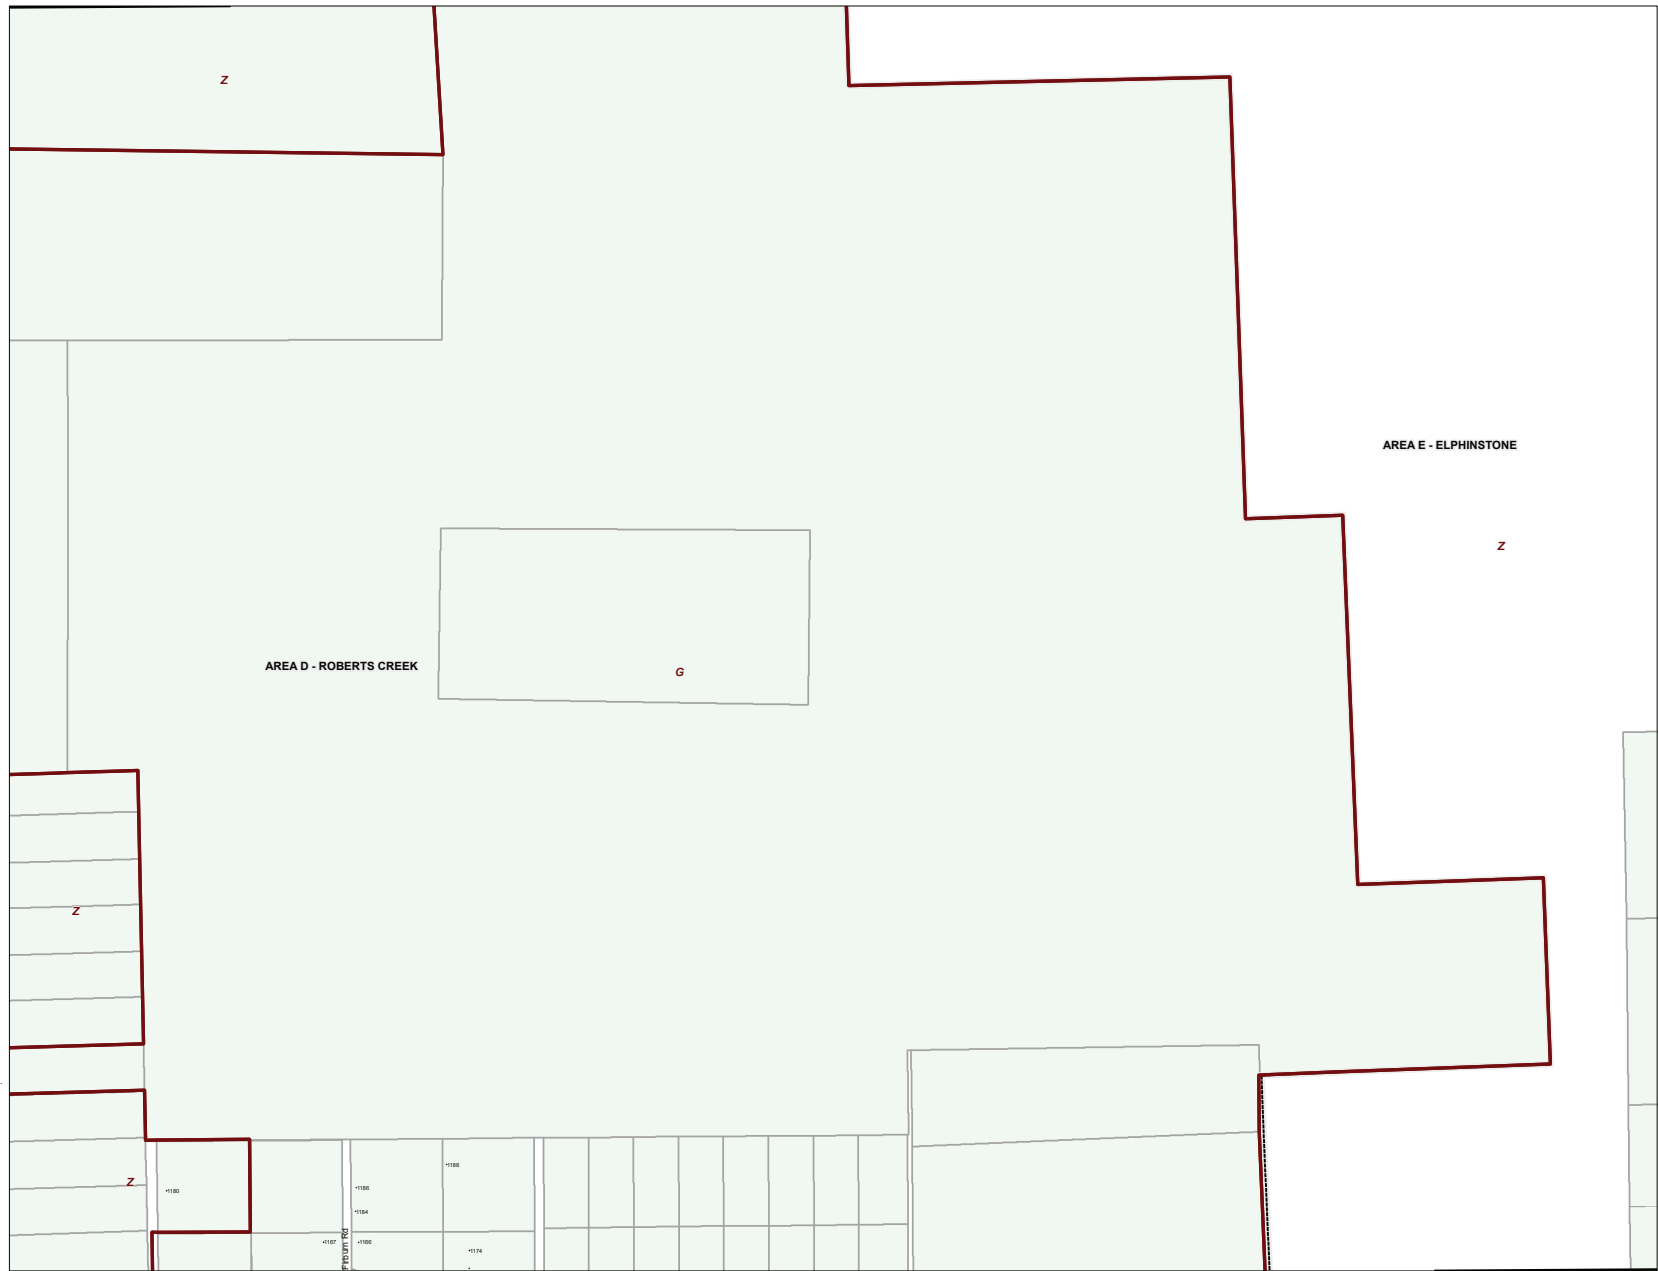 Z
AREA E - ELPHINSTONE
Z
AREA D - ROBERTS CREEK
G
Z
Z
•1188
•1180
•1186
•1184
Firburn Rd
•1167
•1166
•1174